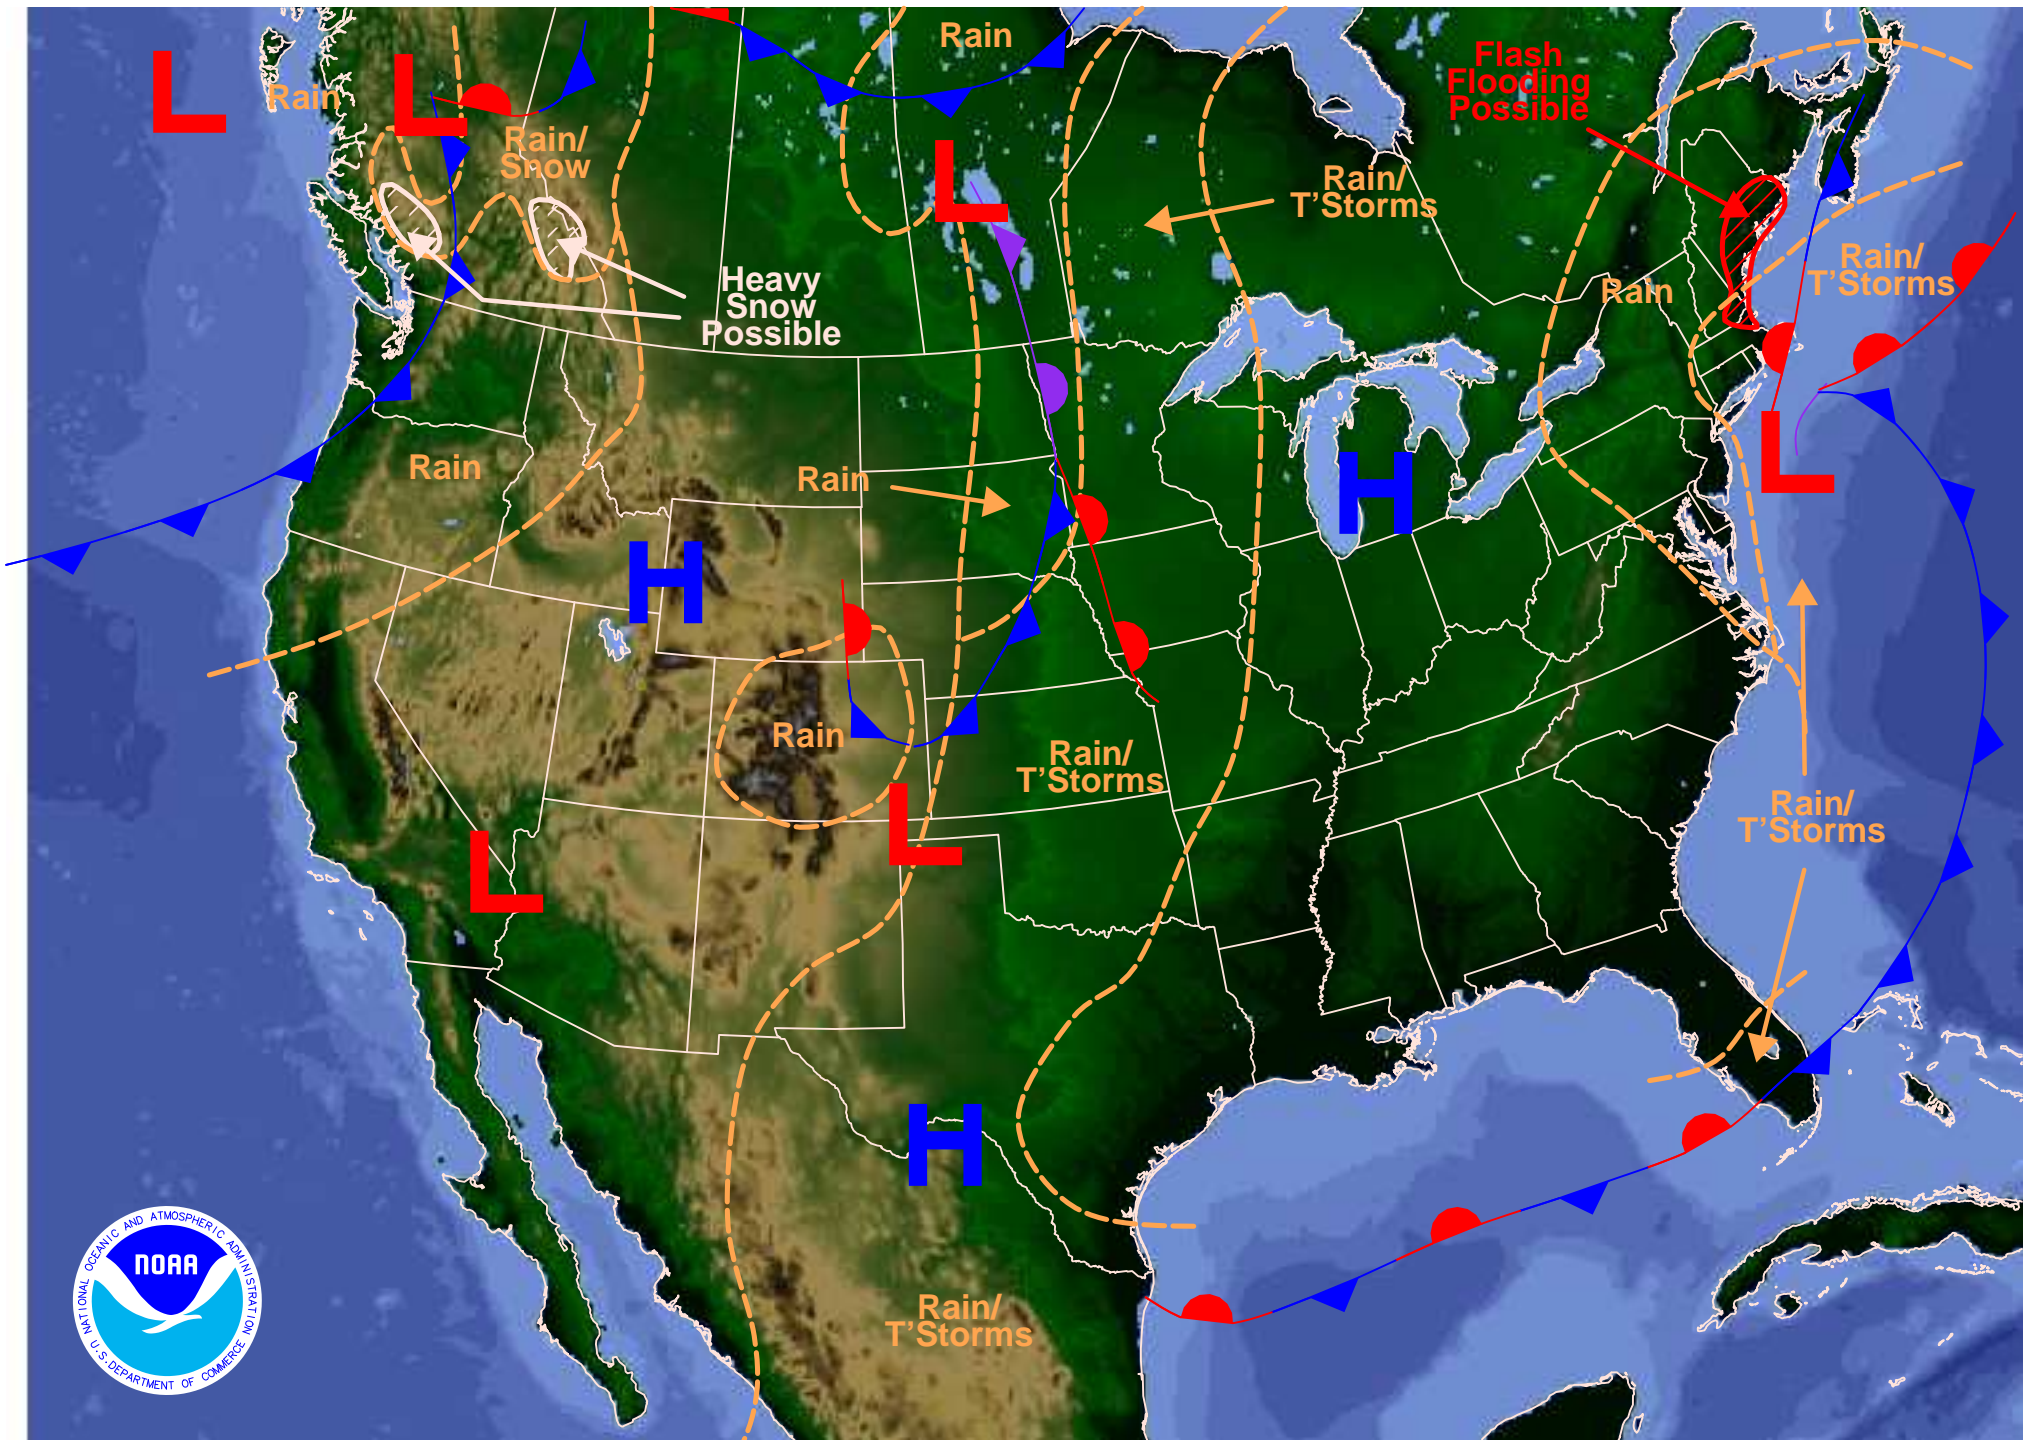 Rain
Flash
Flooding
Possible
L
L
Rain
Rain/
Snow
L
Rain/
T'Storms
Rain/
T'Storms
Heavy
Snow
Possible
Rain
Rain
Rain
H
L
H
Rain
Rain/
T'Storms
Rain/
T'Storms
L
L
H
Rain/
T'Storms
NATIONAL OCEANIC AND ATMOSPHERIC ADMINISTRATION
NOAA
U.S. DEPARTMENT OF COMMERCE